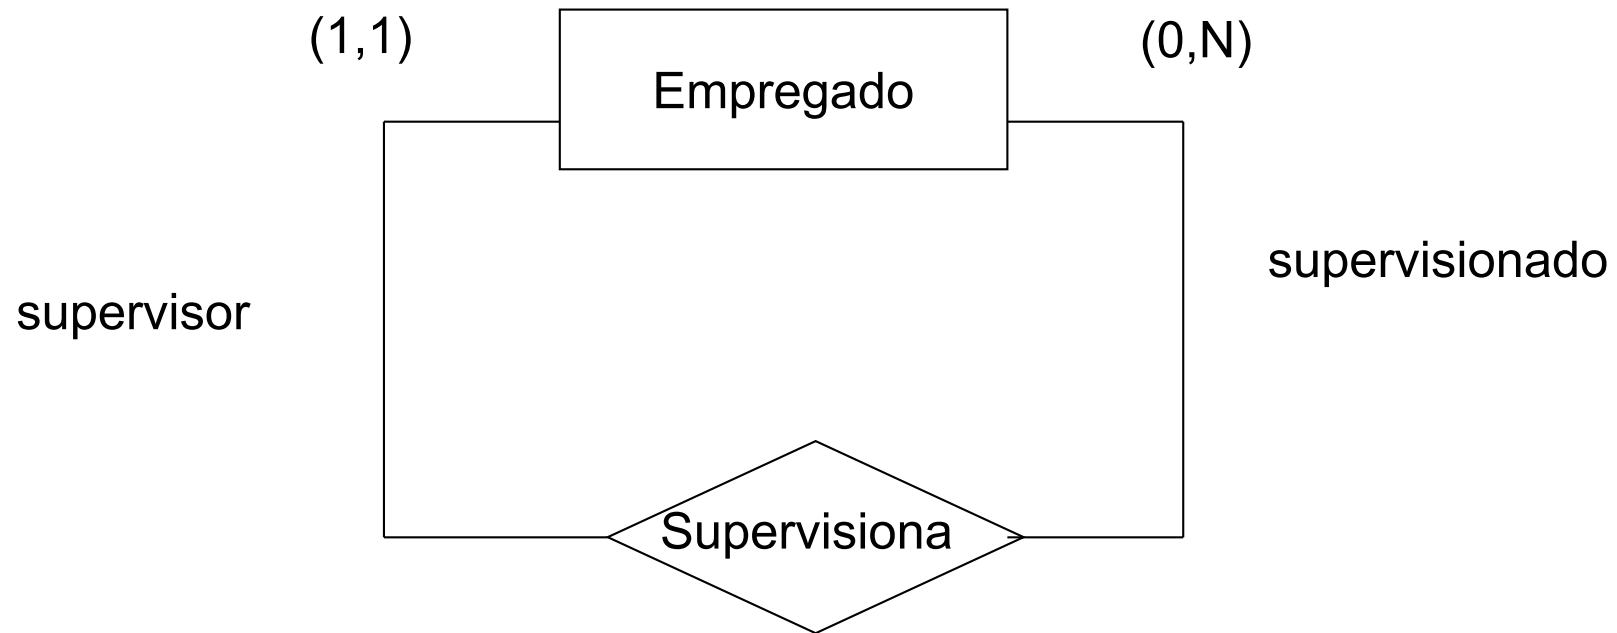 (1,1)
(0,N)
Empregado
supervisionado
supervisor
Supervisiona